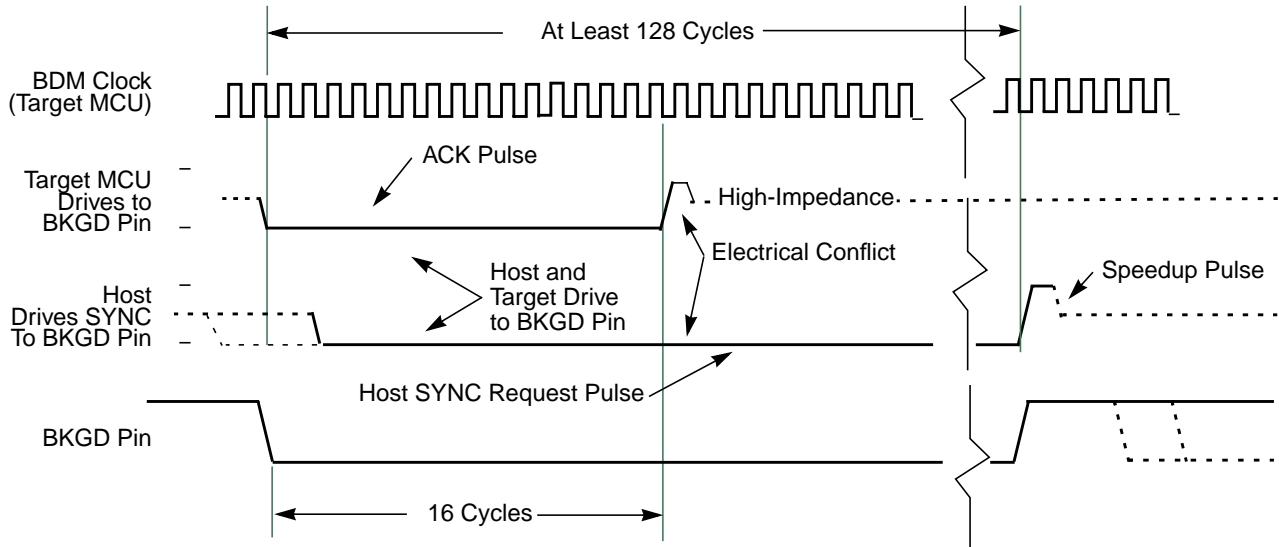 At Least 128 Cycles
BDM Clock
(Target MCU)
ACK Pulse
Target MCU
Drives to
BKGD Pin
High-Impedance
Electrical Conflict
Host and
Target Drive
to BKGD Pin
Speedup Pulse
Host
Drives SYNC
To BKGD Pin
Host SYNC Request Pulse
BKGD Pin
16 Cycles